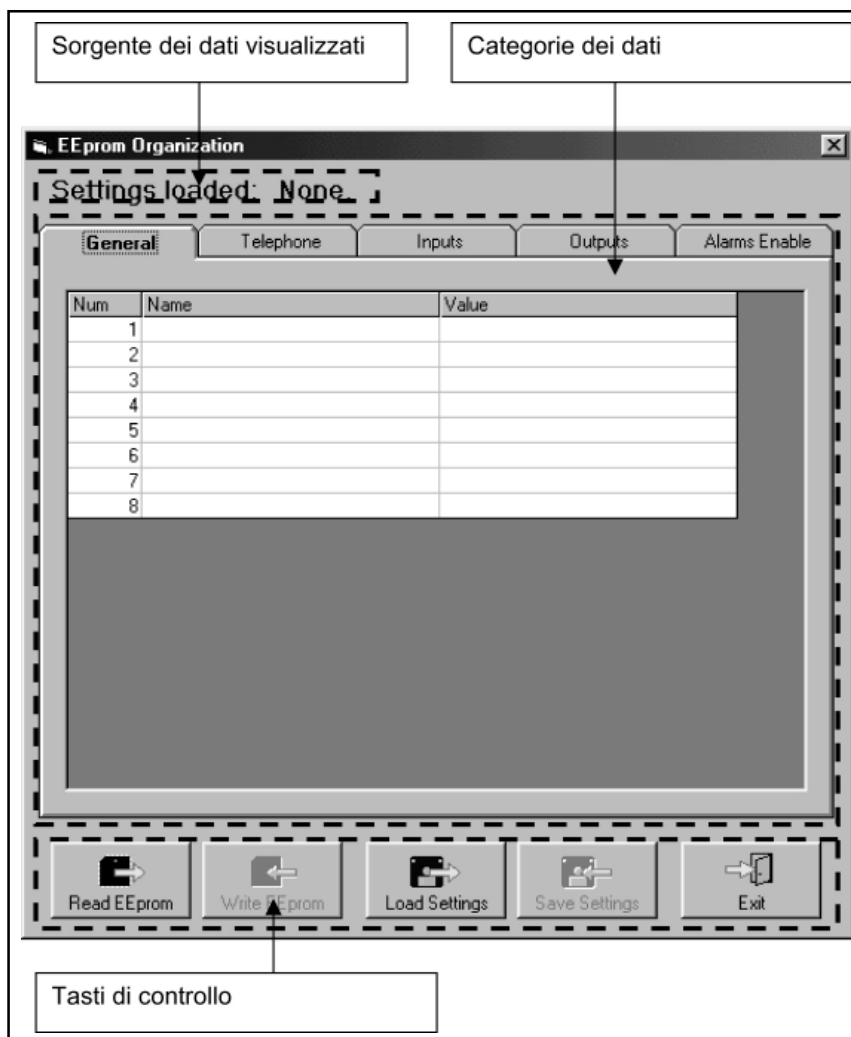 Sorgente dei dati visualizzati
Categorie dei dati
EEprom Organization
Settings loaded: None.
General Telephone Inputs Outputs Alarms Enable
Num Name Value
1
2
3
4
5
6
7
8
Read EEprom Write EEprom Load Settings Save Settings Exit
Tasti di controllo